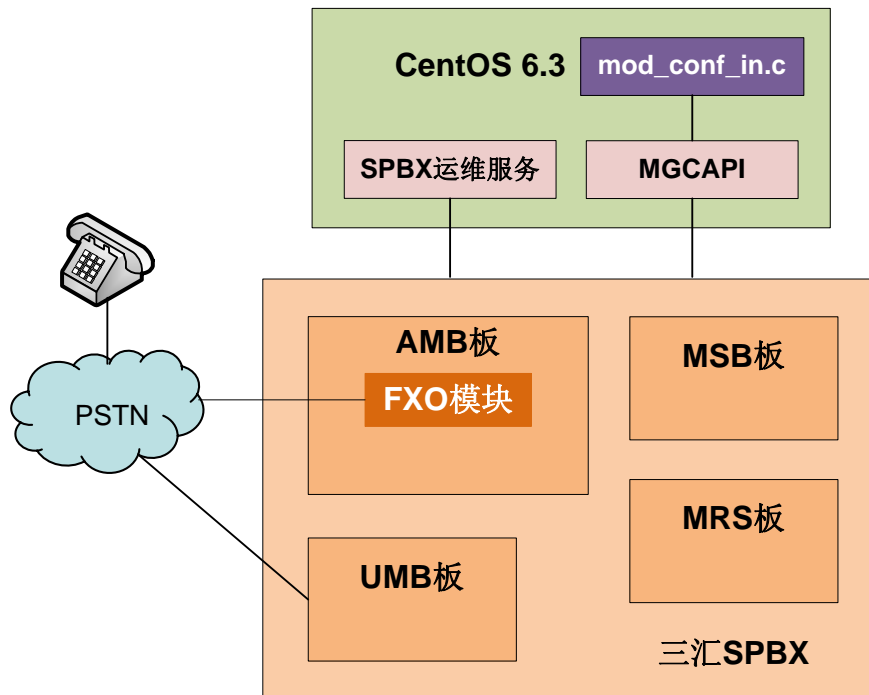 CentOS 6.3
mod_conf_in.c
SPBX运维服务
MGCAPI
AMB板
FXO模块
MSB板
PSTN
MRS板
UMB板
三汇SPBX